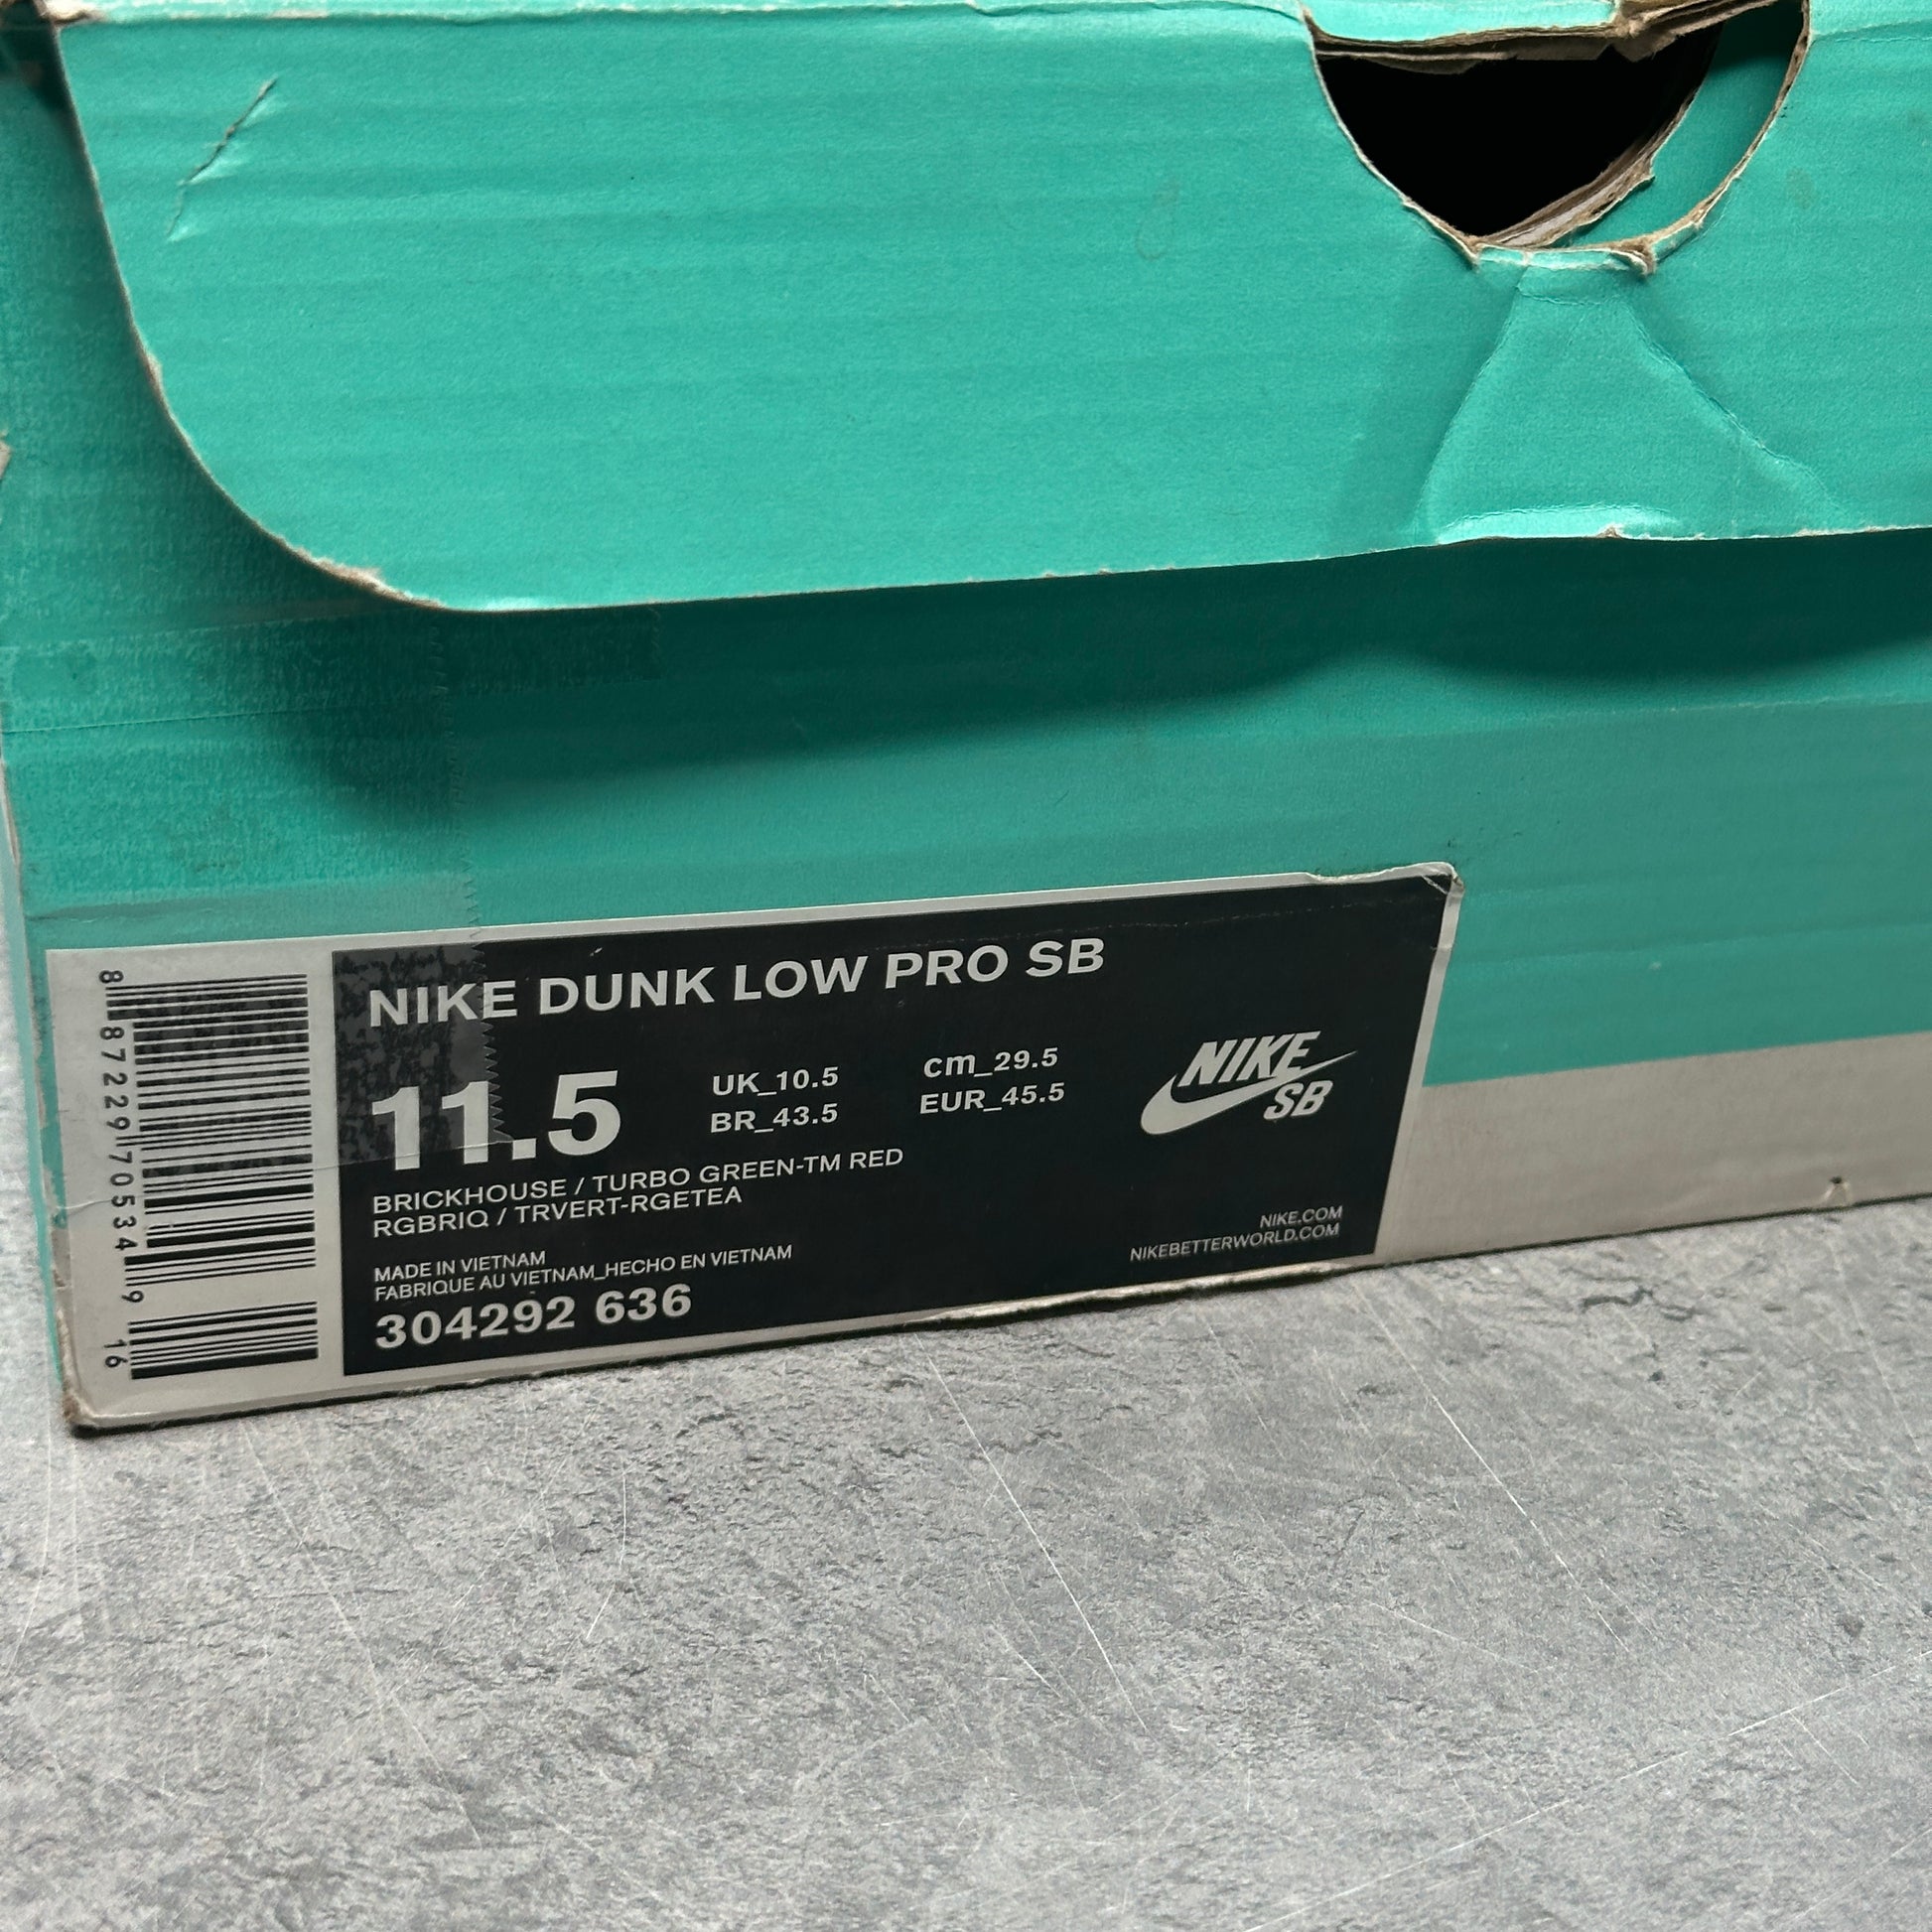 8 87229 70534 9 16
NIKE DUNK LOW PRO SB
11.5
UK_10.5 cm_29.5
BR_43.5 EUR_45.5
NIKE
SB
BRICKHOUSE / TURBO GREEN-TM RED
RGBRIQ / TRVERT-RGETEA
MADE IN VIETNAM
FABRIQUE AU VIETNAM_HECHO EN VIETNAM
304292 636
NIKE.COM
NIKEBETTERWORLD.COM